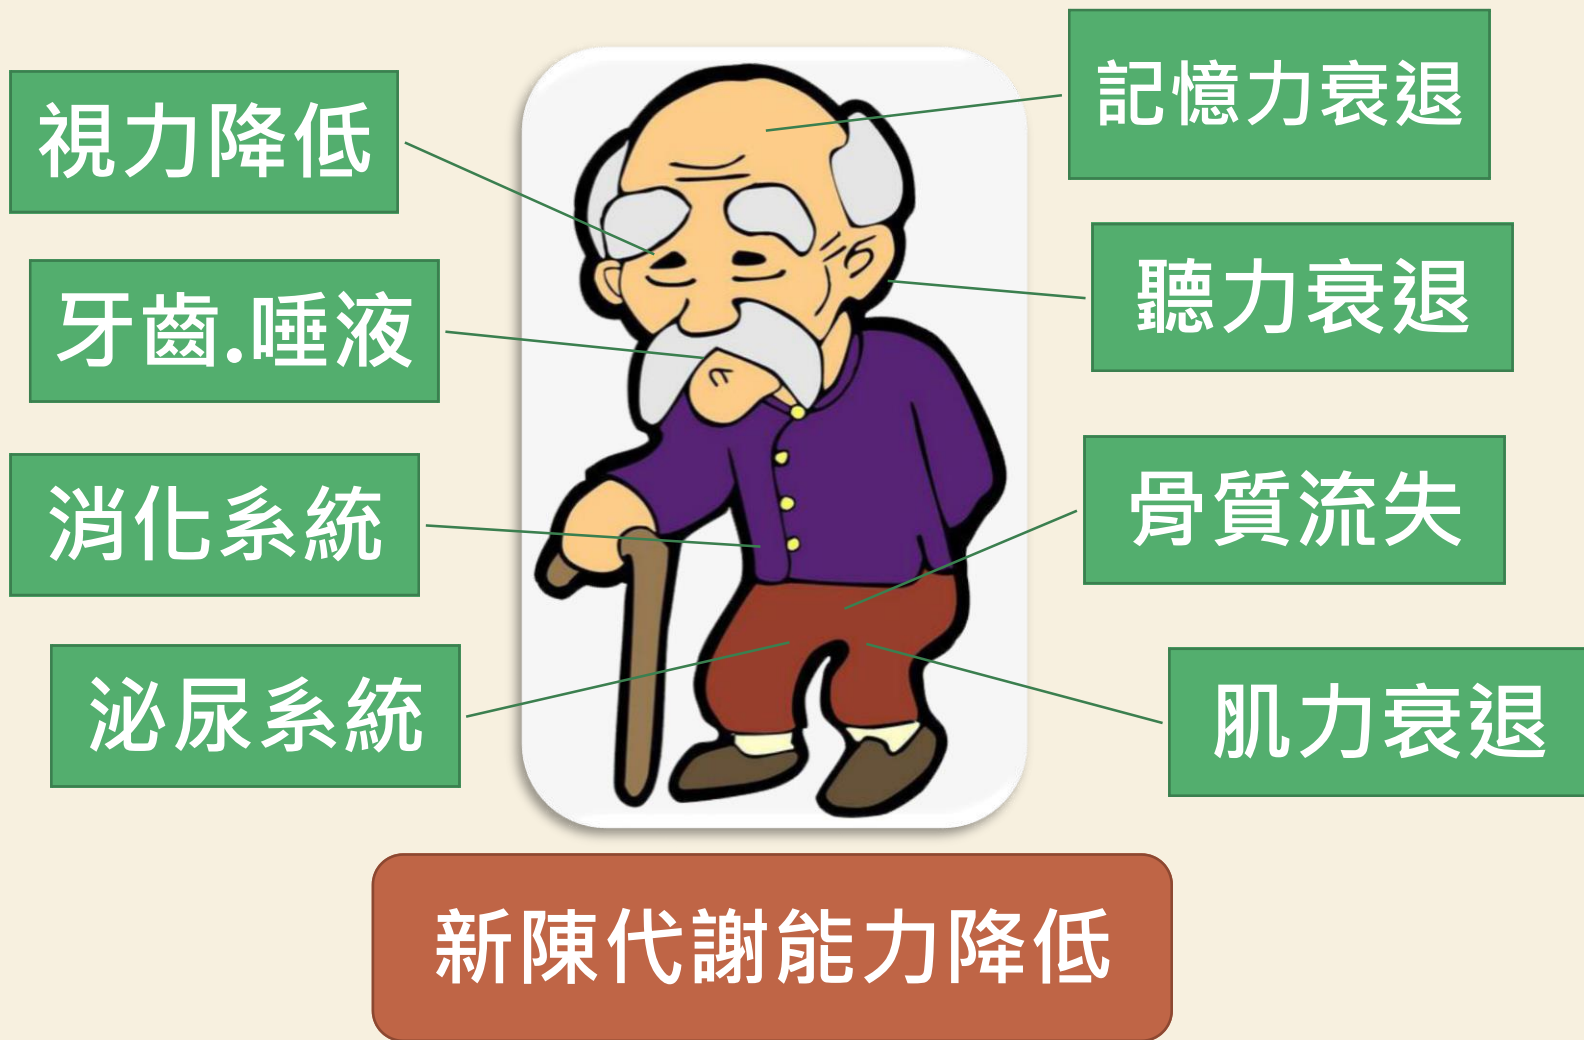 視力降低
牙齒.唾液
消化系統
泌尿系統
記憶力衰退
聽力衰退
骨質流失
肌力衰退
新陳代謝能力降低